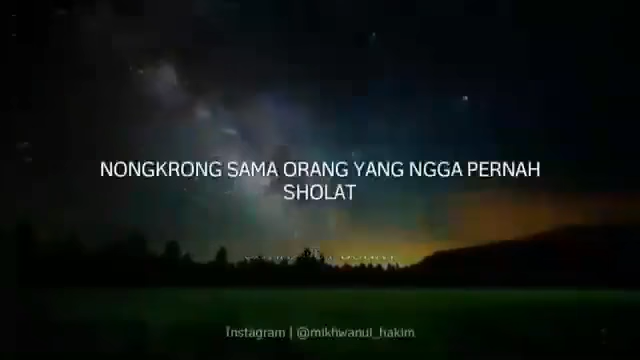 NONGKRONG SAMA ORANG YANG NGGA PERNAH
SHOLAT
Instagram | @mikhwanul_hakim